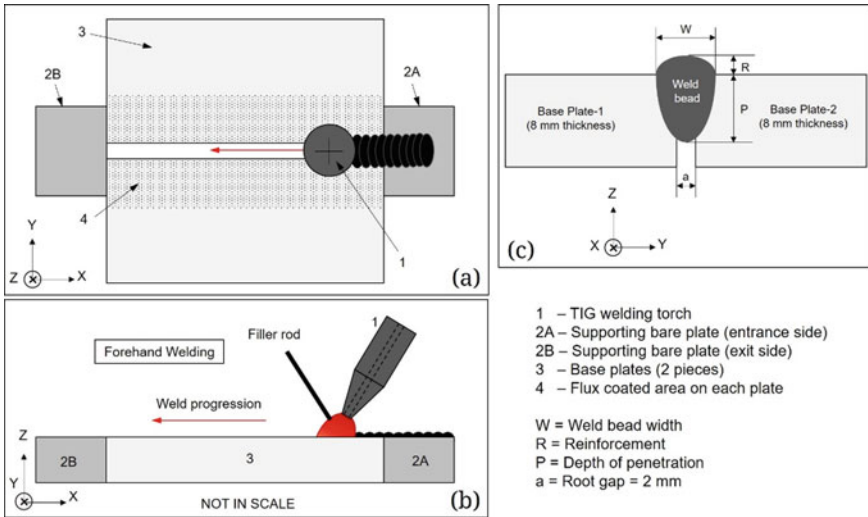 3
2B
2A
4
1
Y
Z
X
(a)
Forehand Welding
Filler rod
1
Weld progression
Z
Y
X
2B
3
2A
NOT IN SCALE
(b)
W
R
P
Weld
bead
Base Plate-1
(8 mm thickness)
Base Plate-2
(8 mm thickness)
a
Z
X
Y
(c)
1 – TIG welding torch
2A – Supporting bare plate (entrance side)
2B – Supporting bare plate (exit side)
3 – Base plates (2 pieces)
4 – Flux coated area on each plate
W = Weld bead width
R = Reinforcement
P = Depth of penetration
a = Root gap = 2 mm